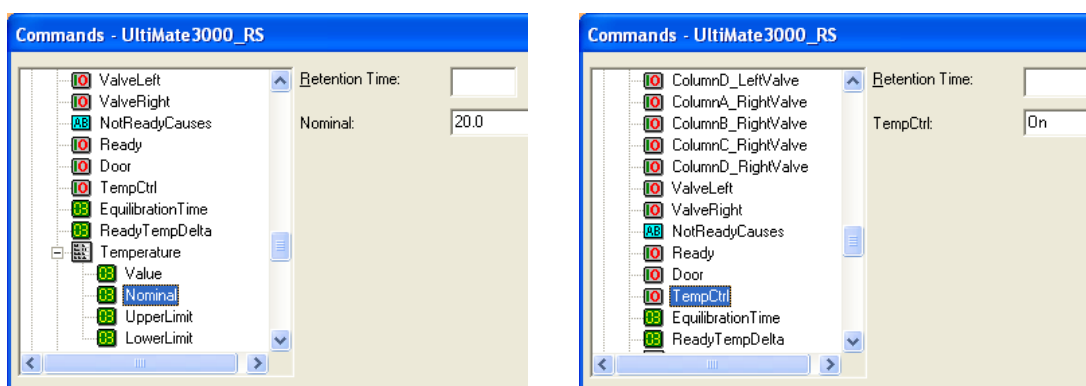 Commands - UltiMate3000_RS
ValveLeft
ValveRight
AB NotReadyCauses
Ready
Door
TempCtrl
EquilibrationTime
ReadyTempDelta
Temperature
Value
Nominal
UpperLimit
LowerLimit
Retention Time:
Nominal: 20.0
Commands - UltiMate3000_RS
ColumnD_LeftValve
ColumnA_RightValve
ColumnB_RightValve
ColumnC_RightValve
ColumnD_RightValve
ValveLeft
ValveRight
AB NotReadyCauses
Ready
Door
TempCtrl
EquilibrationTime
ReadyTempDelta
Retention Time:
TempCtrl: On